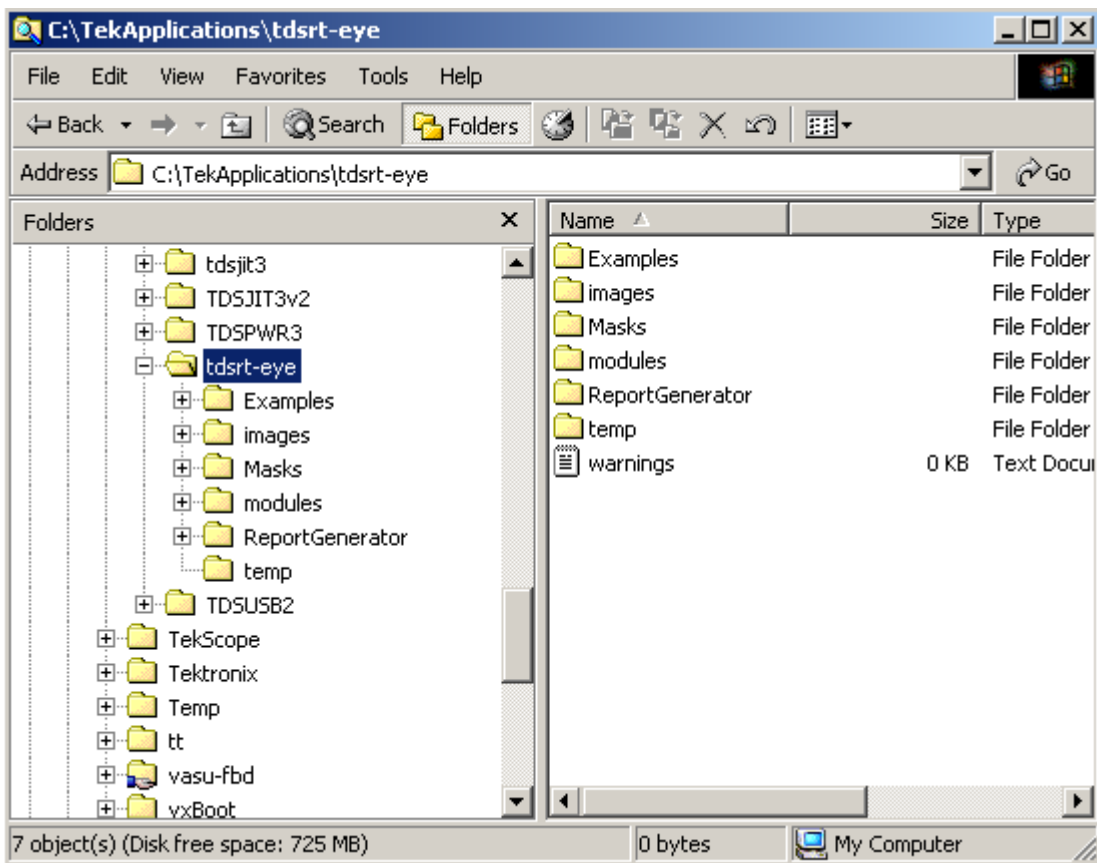 C:\TekApplications\tdsrt-eye
File Edit View Favorites Tools Help
Back Search Folders Go
Address C:\TekApplications\tdsrt-eye Go
Folders
tdsjit3
TDSJIT3v2
TDSPWR3
tdsrt-eye
Examples
images
Masks
modules
ReportGenerator
temp
TDSUSB2
TekScope
Tektronix
Temp
tt
vasu-fbd
vxBoot
Name Size Type
Examples File Folder
images File Folder
Masks File Folder
modules File Folder
ReportGenerator File Folder
temp File Folder
warnings 0 KB Text Docu
7 object(s) (Disk free space: 725 MB) 0 bytes My Computer